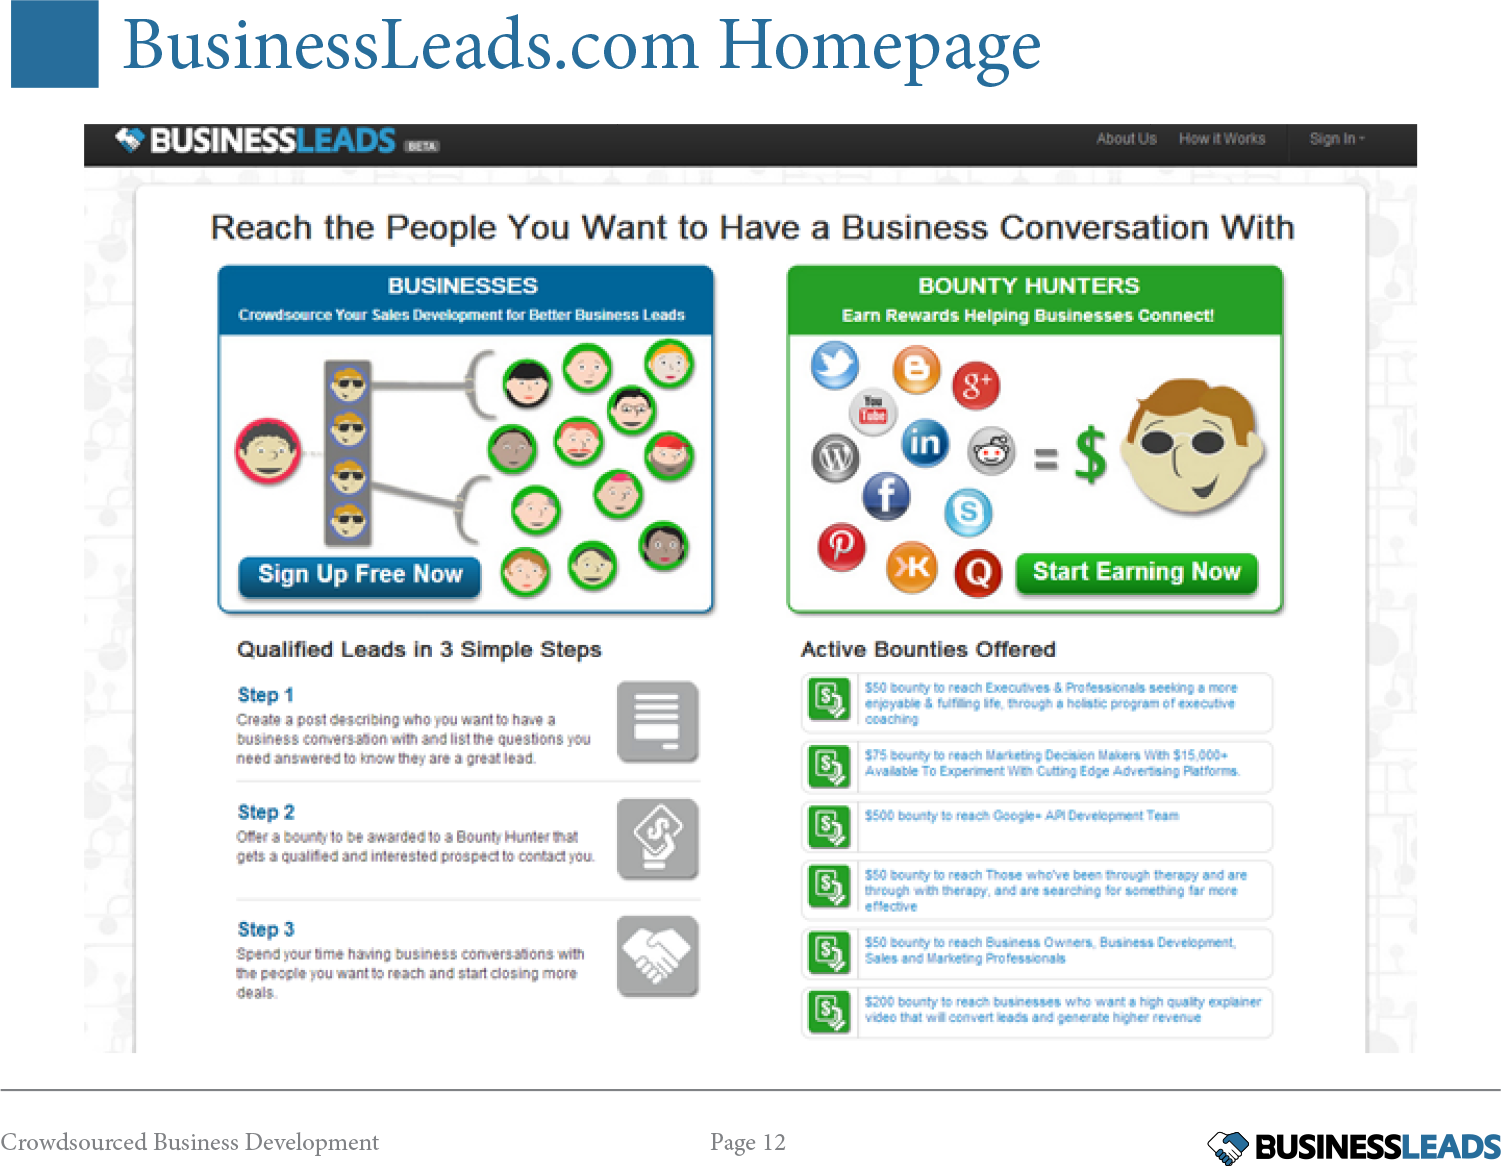 BusinessLeads.com Homepage
BUSINESSLEADS BETA
About Us How it Works Sign In
Reach the People You Want to Have a Business Conversation With
BUSINESSES
Crowdsource Your Sales Development for Better Business Leads
Sign Up Free Now
BOUNTY HUNTERS
Earn Rewards Helping Businesses Connect!
g+
You
Tube
in
W
f
S
Q
= $
Start Earning Now
Qualified Leads in 3 Simple Steps
Step 1
Create a post describing who you want to have a
business conversation with and list the questions you
need answered to know they are a great lead.
Step 2
Offer a bounty to be awarded to a Bounty Hunter that
gets a qualified and interested prospect to contact you.
Step 3
Spend your time having business conversations with
the people you want to reach and start closing more
deals.
Active Bounties Offered
$50 bounty to reach Executives & Professionals seeking a more
enjoyable & fulfilling life, through a holistic program of executive
coaching
$75 bounty to reach Marketing Decision Makers With $15,000+
Available To Experiment With Cutting Edge Advertising Platforms.
$500 bounty to reach Google+ API Development Team
$50 bounty to reach Those who've been through therapy and are
through with therapy, and are searching for something far more
effective
$50 bounty to reach Business Owners, Business Development,
Sales and Marketing Professionals
$200 bounty to reach businesses who want a high quality explainer
video that will convert leads and generate higher revenue
Crowdsourced Business Development
Page 12
BUSINESSLEADS